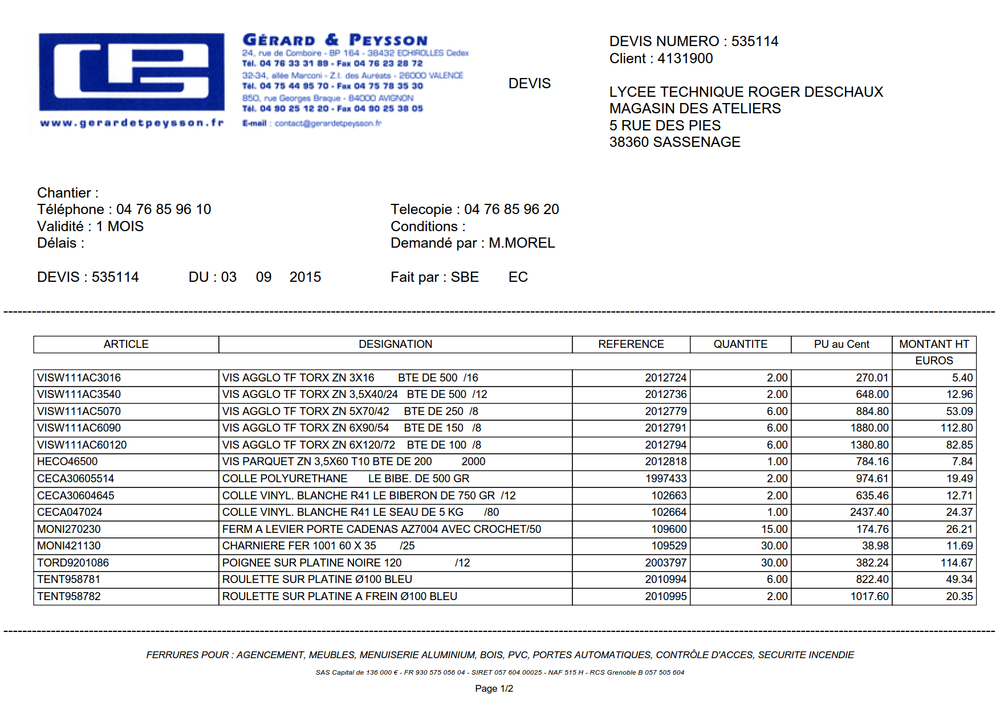 GÉRARD & PEYSSON
24, rue de Comboire - BP 164 - 38432 ECHIROLLES Cedex
Tél. 04 76 33 31 89 - Fax 04 76 23 28 72
32-34, allée Marconi - Z.I. des Auréats - 26000 VALENCE
Tél. 04 75 44 95 70 - Fax 04 75 78 35 30
850, rue Georges Braque - 84000 AVIGNON
Tél. 04 90 25 12 20 - Fax 04 90 25 38 05
www.gerardetpeysson.fr
E-mail : contact@gerardetpeysson.fr
DEVIS
DEVIS NUMERO : 535114
Client : 4131900
LYCEE TECHNIQUE ROGER DESCHAUX
MAGASIN DES ATELIERS
5 RUE DES PIES
38360 SASSENAGE
Chantier :
Téléphone : 04 76 85 96 10 Telecopie : 04 76 85 96 20
Validité : 1 MOIS Conditions :
Délais : Demandé par : M.MOREL
DEVIS : 535114 DU : 03 09 2015 Fait par : SBE EC
ARTICLE DESIGNATION REFERENCE QUANTITE PU au Cent MONTANT HT
EUROS
VISW111AC3016 VIS AGGLO TF TORX ZN 3X16 BTE DE 500 /16 2012724 2.00 270.01 5.40
VISW111AC3540 VIS AGGLO TF TORX ZN 3,5X40/24 BTE DE 500 /12 2012736 2.00 648.00 12.96
VISW111AC5070 VIS AGGLO TF TORX ZN 5X70/42 BTE DE 250 /8 2012779 6.00 884.80 53.09
VISW111AC6090 VIS AGGLO TF TORX ZN 6X90/54 BTE DE 150 /8 2012791 6.00 1880.00 112.80
VISW111AC60120 VIS AGGLO TF TORX ZN 6X120/72 BTE DE 100 /8 2012794 6.00 1380.80 82.85
HECO46500 VIS PARQUET ZN 3,5X60 T10 BTE DE 200 2000 2012818 1.00 784.16 7.84
CECA30605514 COLLE POLYURETHANE LE BIBE. DE 500 GR 1997433 2.00 974.61 19.49
CECA30604645 COLLE VINYL. BLANCHE R41 LE BIBERON DE 750 GR /12 102663 2.00 635.46 12.71
CECA047024 COLLE VINYL. BLANCHE R41 LE SEAU DE 5 KG /80 102664 1.00 2437.40 24.37
MONI270230 FERM A LEVIER PORTE CADENAS AZ7004 AVEC CROCHET/50 109600 15.00 174.76 26.21
MONI421130 CHARNIERE FER 1001 60 X 35 /25 109529 30.00 38.98 11.69
TORD9201086 POIGNEE SUR PLATINE NOIRE 120 /12 2003797 30.00 382.24 114.67
TENT958781 ROULETTE SUR PLATINE Ø100 BLEU 2010994 6.00 822.40 49.34
TENT958782 ROULETTE SUR PLATINE A FREIN Ø100 BLEU 2010995 2.00 1017.60 20.35
FERRURES POUR : AGENCEMENT, MEUBLES, MENUISERIE ALUMINIUM, BOIS, PVC, PORTES AUTOMATIQUES, CONTRÔLE D'ACCES, SECURITE INCENDIE
SAS Capital de 136 000 € - FR 930 575 056 04 - SIRET 057 604 00025 - NAF 515 H - RCS Grenoble B 057 505 604
Page 1/2